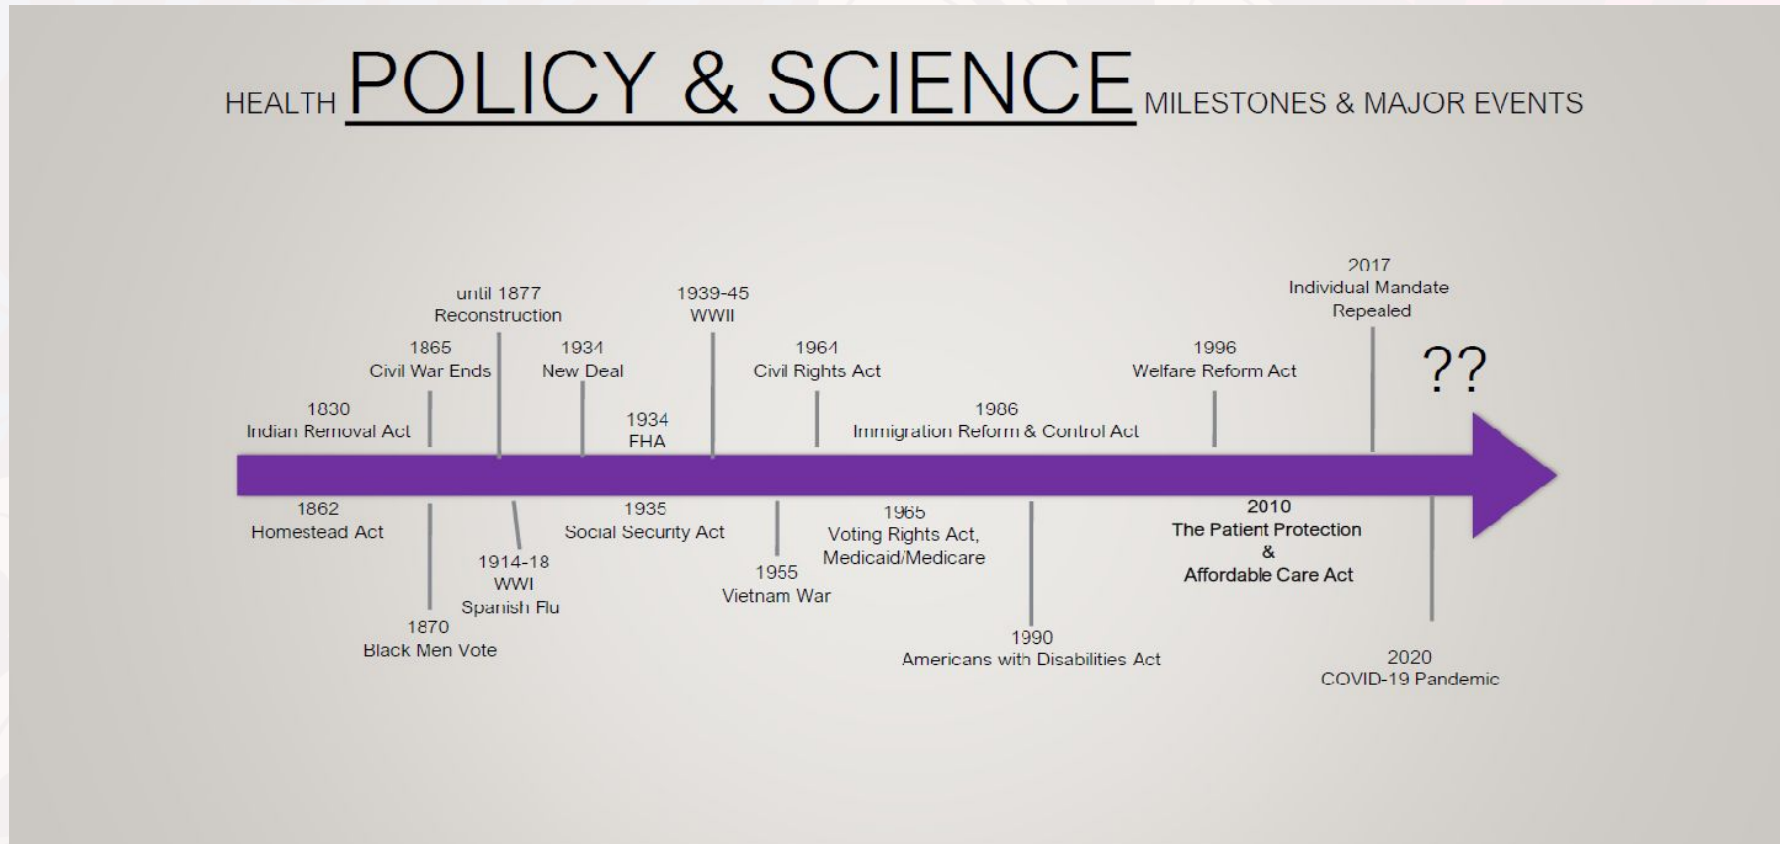 HEALTH POLICY & SCIENCE MILESTONES & MAJOR EVENTS
2017
Individual Mandate
Repealed
until 1877
Reconstruction
1939-45
WWII
1865
Civil War Ends
1934
New Deal
1964
Civil Rights Act
1996
Welfare Reform Act
??
1830
Indian Removal Act
1934
FHA
1986
Immigration Reform & Control Act
1862
Homestead Act
1935
Social Security Act
1965
Voting Rights Act,
Medicaid/Medicare
2010
The Patient Protection
&
Affordable Care Act
1914-18
WWI
Spanish Flu
1955
Vietnam War
1870
Black Men Vote
1990
Americans with Disabilities Act
2020
COVID-19 Pandemic